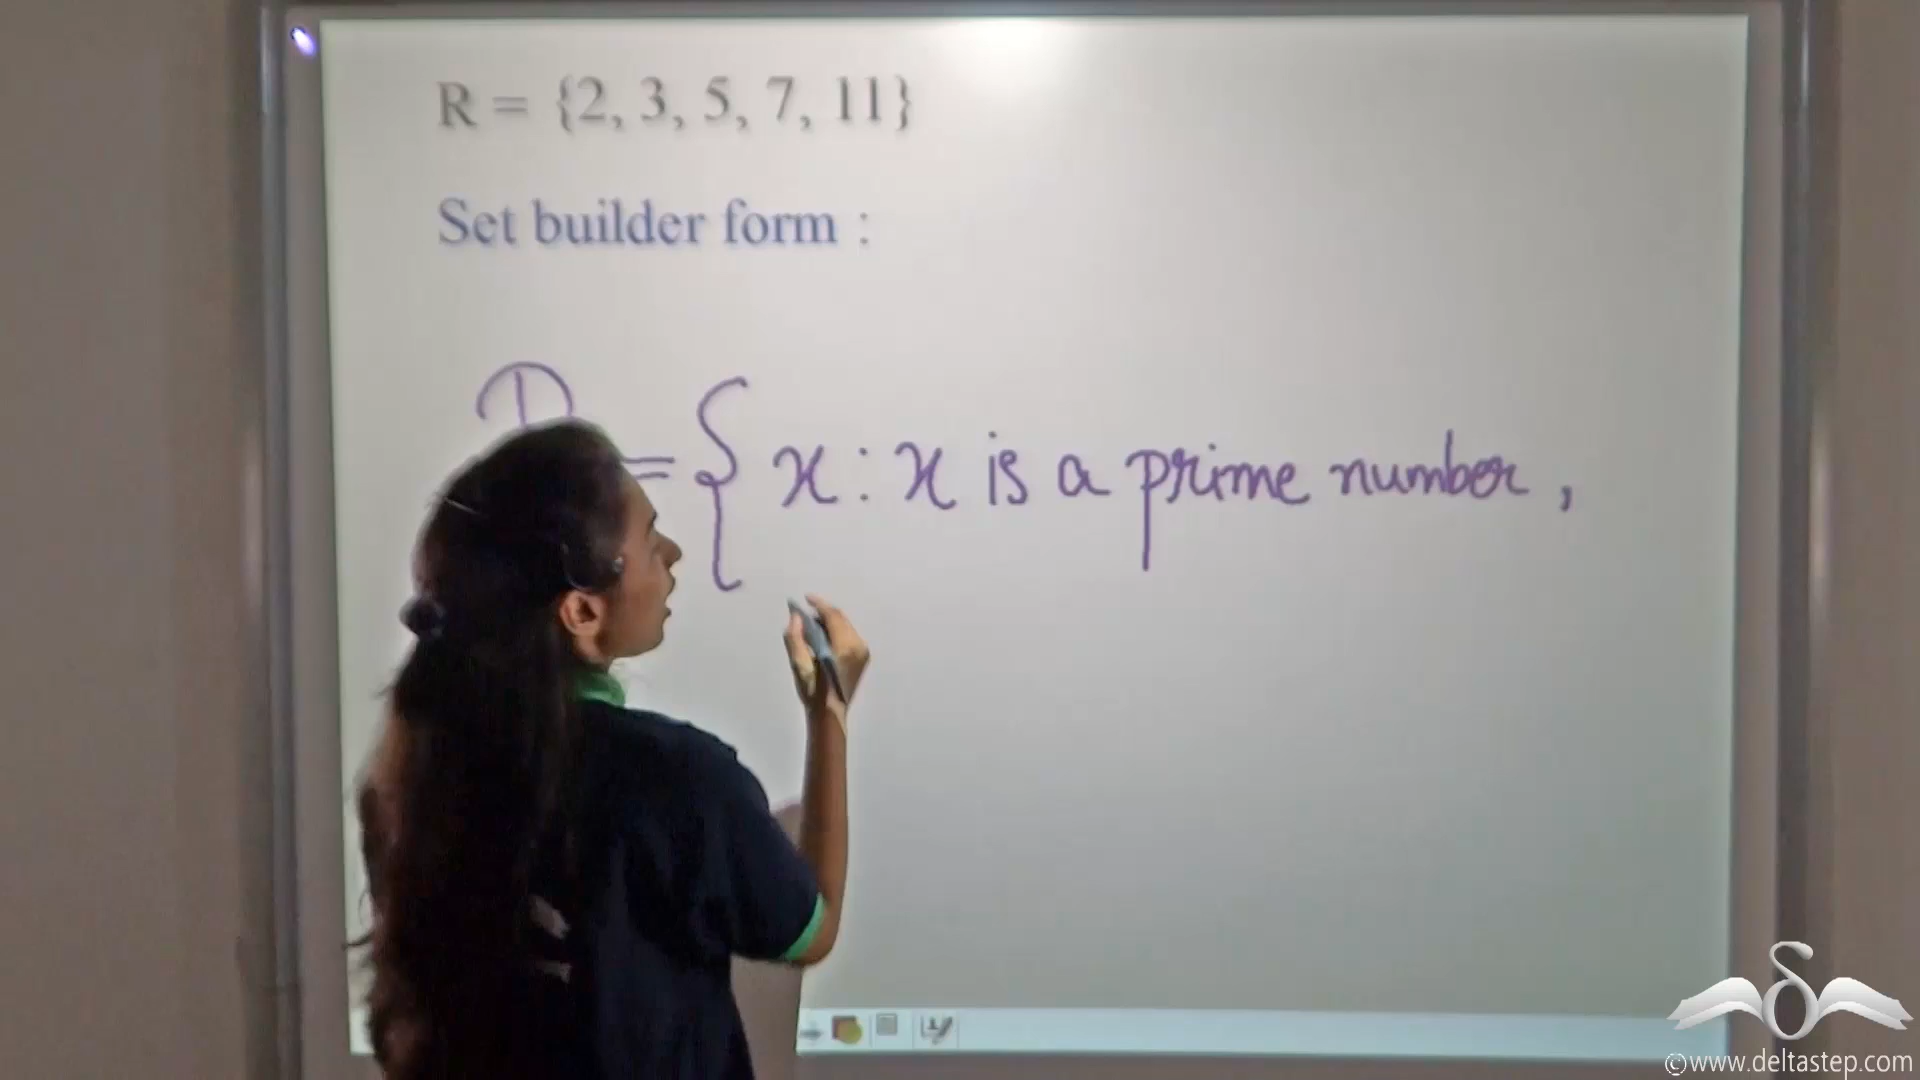 R = {2, 3, 5, 7, 11}
Set builder form :
= { x : x is a prime number ,
©www.deltastep.com